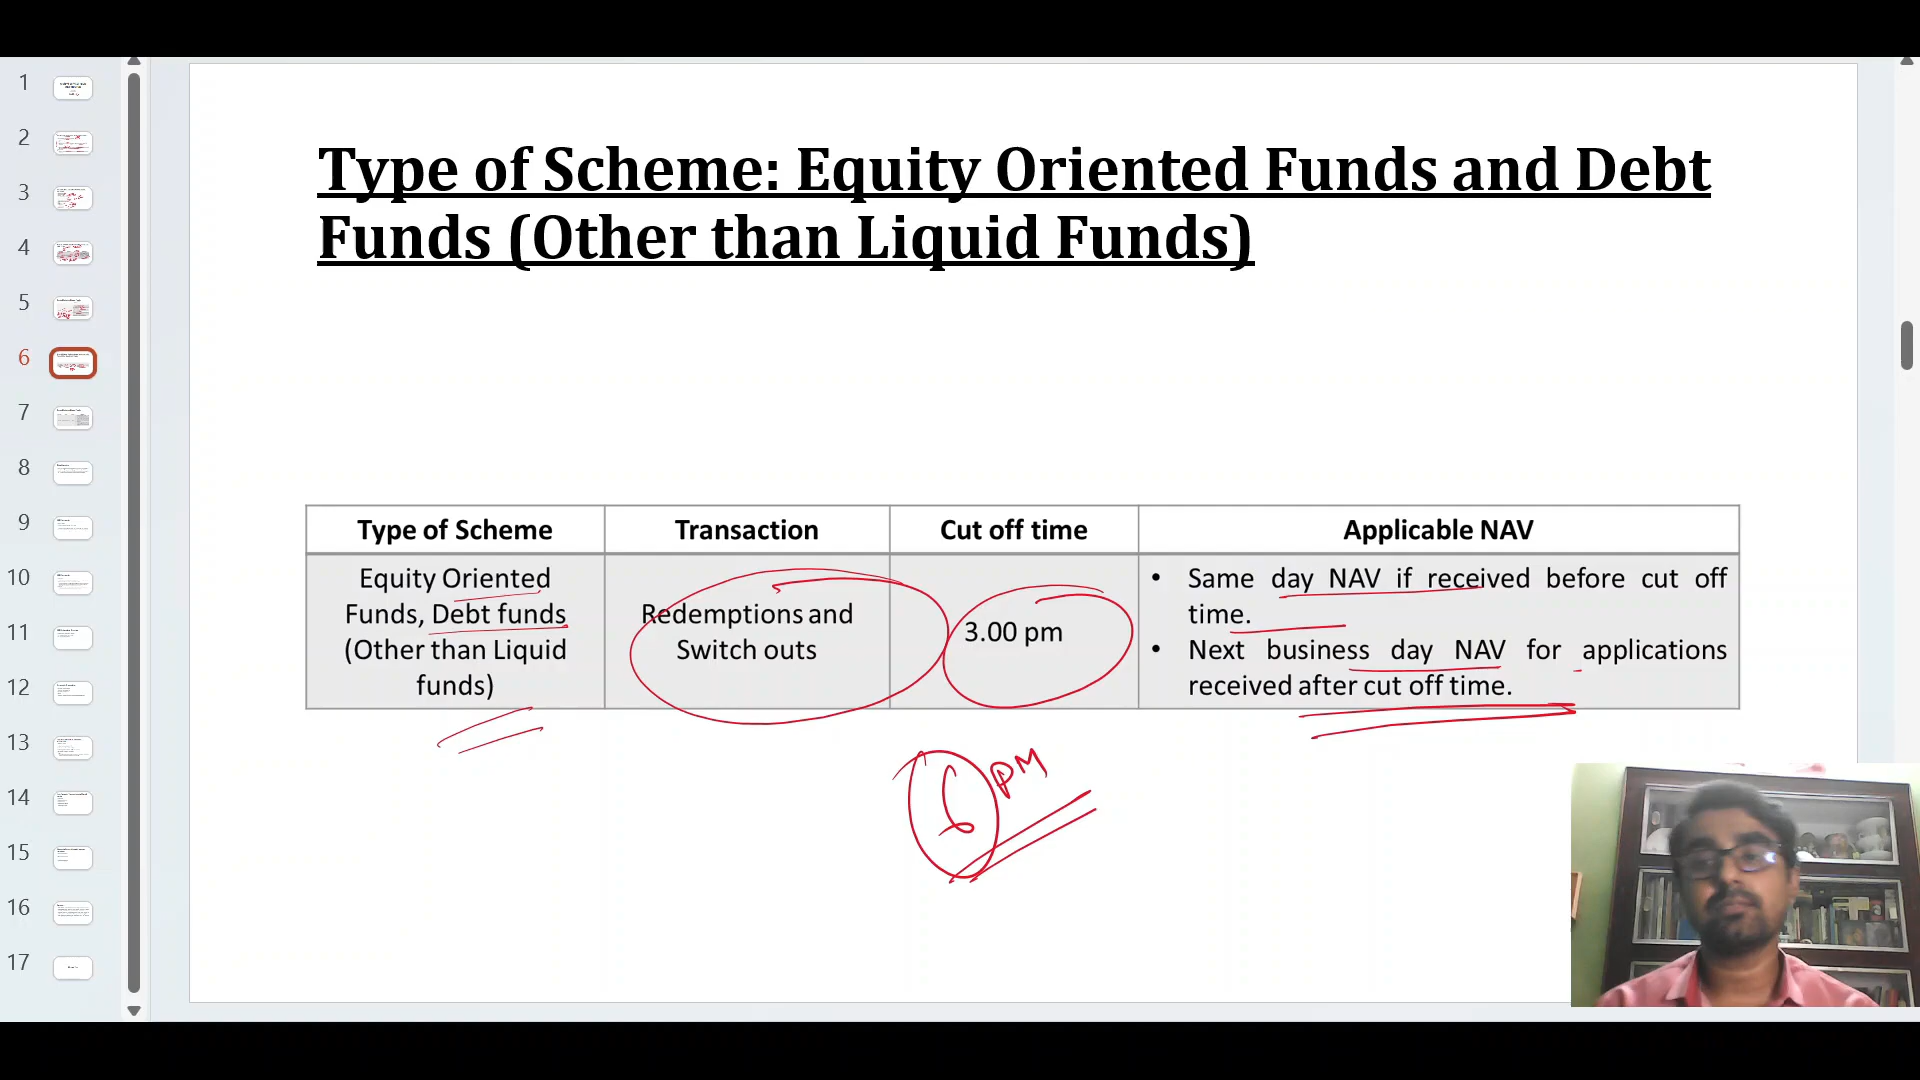 1
2
3
4
5
6
7
8
9
10
11
12
13
14
15
16
17
Type of Scheme: Equity Oriented Funds and Debt
Funds (Other than Liquid Funds)
Type of Scheme
Transaction
Cut off time
Applicable NAV
Equity Oriented
Funds, Debt funds
(Other than Liquid
funds)
Redemptions and
Switch outs
3.00 pm
• Same day NAV if received before cut off
time.
• Next business day NAV for applications
received after cut off time.
6 PM